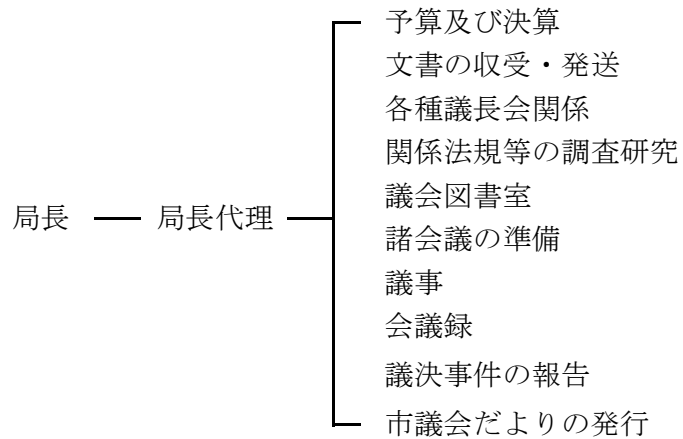 予算及び決算
文書の収受・発送
各種議長会関係
関係法規等の調査研究
議会図書室
局長 局長代理
諸会議の準備
議事
会議録
議決事件の報告
市議会だよりの発行